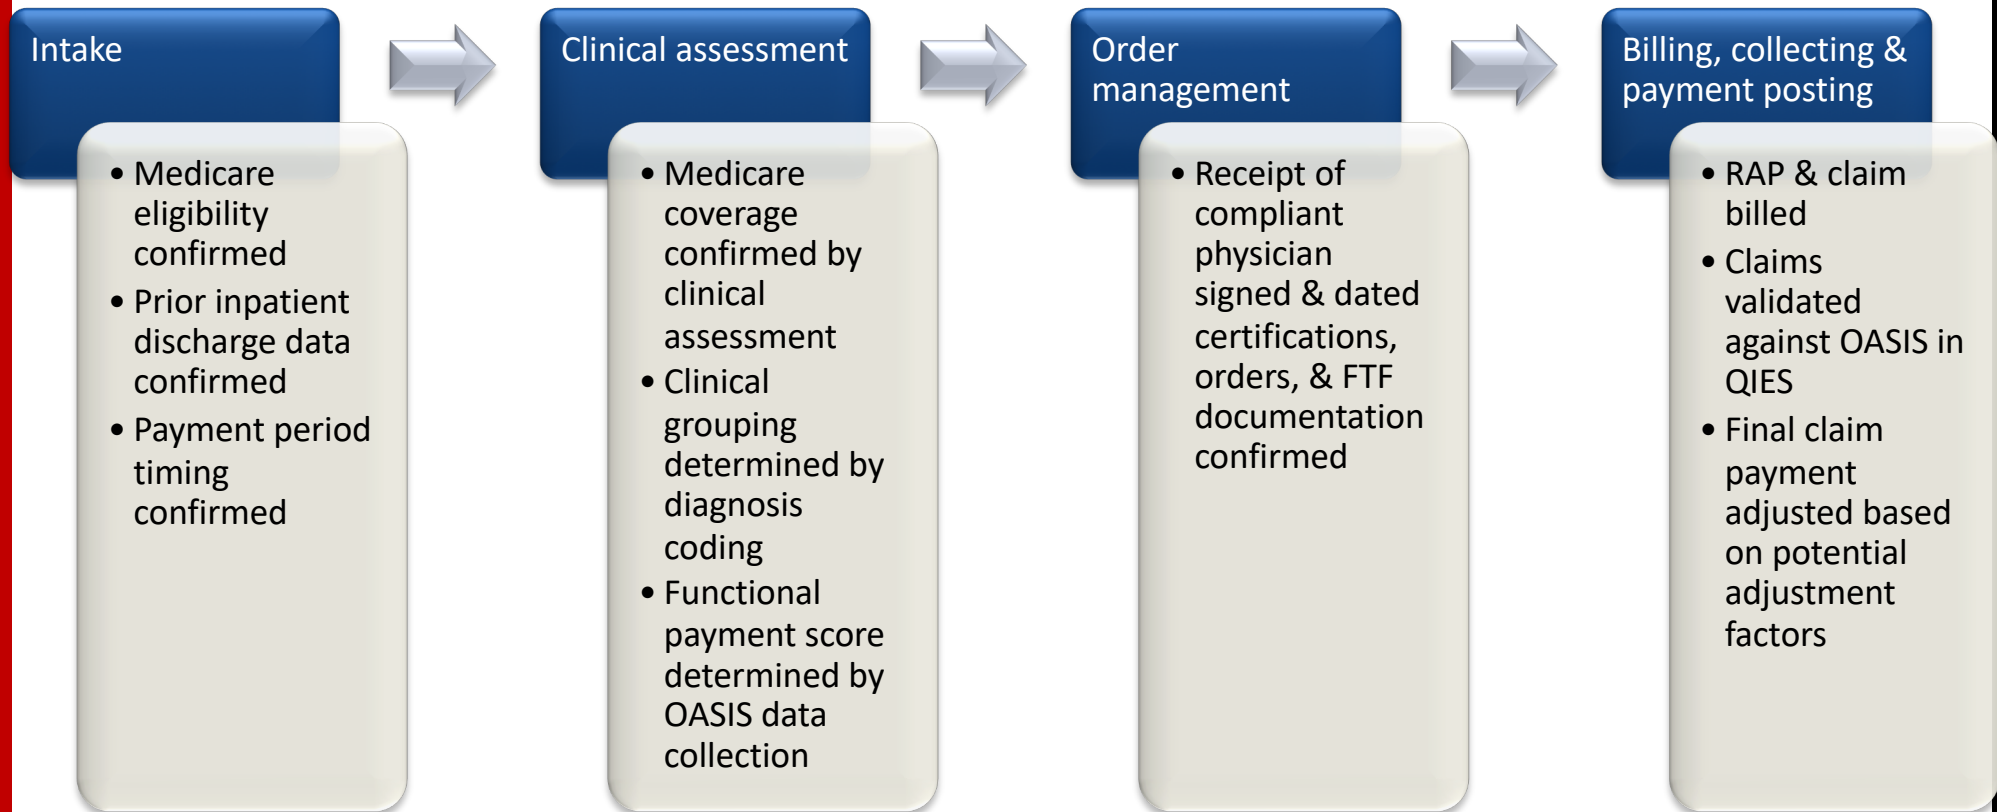 Intake
• Medicare
eligibility
confirmed
• Prior inpatient
discharge data
confirmed
• Payment period
timing
confirmed
Clinical assessment
• Medicare
coverage
confirmed by
clinical
assessment
• Clinical
grouping
determined by
diagnosis
coding
• Functional
payment score
determined by
OASIS data
collection
Order
management
• Receipt of
compliant
physician
signed & dated
certifications,
orders, & FTF
documentation
confirmed
Billing, collecting &
payment posting
• RAP & claim
billed
• Claims
validated
against OASIS in
QIES
• Final claim
payment
adjusted based
on potential
adjustment
factors